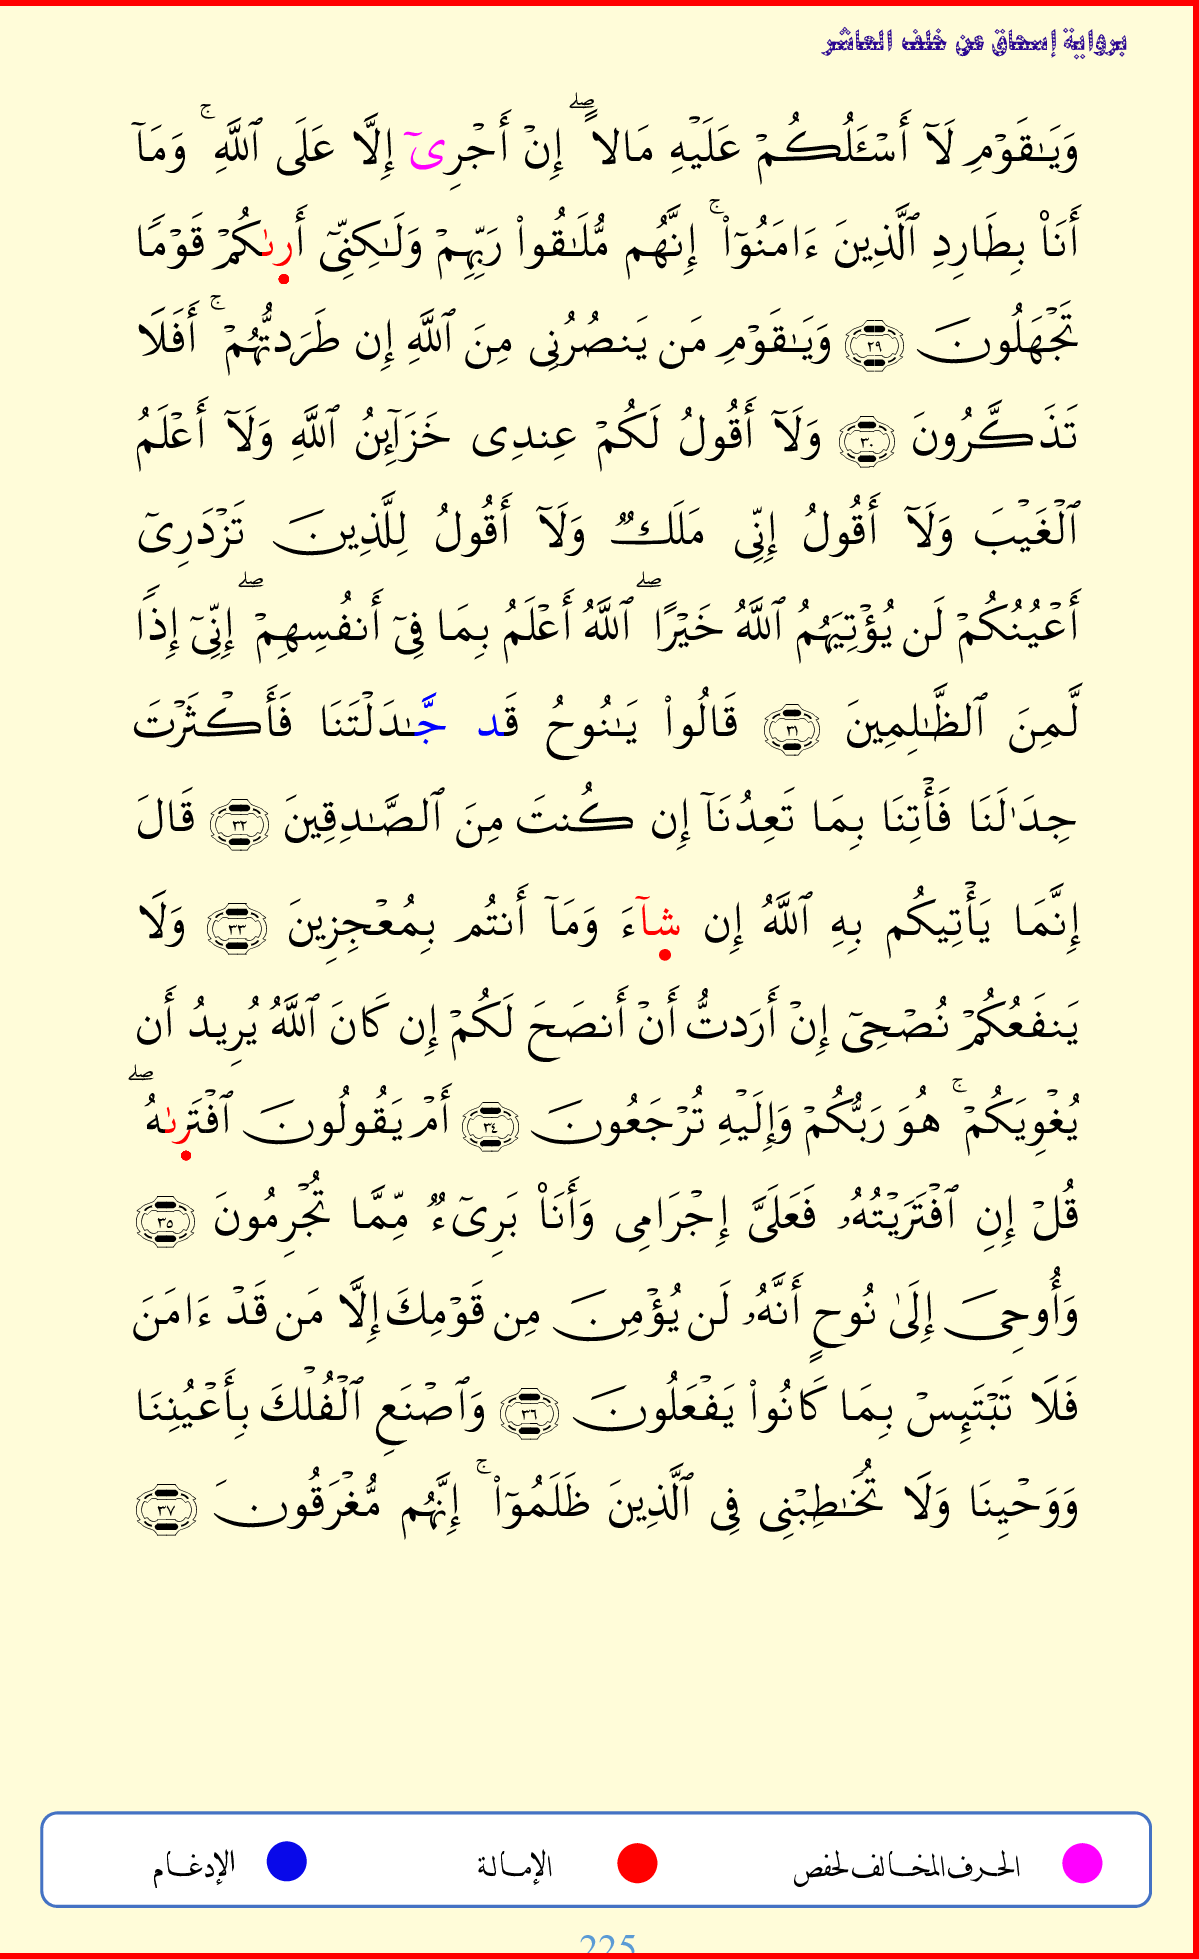 برواية إسحاق عن خلف العاشر
وَيَـٰقَوْمِ لَآ أَسْـَٔلُكُمْ عَلَيْهِ مَالًا ۖ إِنْ أَجْرِىٓ إِلَّا عَلَى ٱللَّهِ ۚ وَمَآ
أَنَا۠ بِطَارِدِ ٱلَّذِينَ ءَامَنُوٓا۟ ۚ إِنَّهُم مُّلَـٰقُوا۟ رَبِّهِمْ وَلَـٰكِنِّىٓ أَرىٰكُمْ قَوْمًا
تَجْهَلُونَ ٢٩ وَيَـٰقَوْمِ مَن يَنصُرُنِى مِنَ ٱللَّهِ إِن طَرَدتُّهُمْ ۚ أَفَلَا
تَذَكَّرُونَ ٣٠ وَلَآ أَقُولُ لَكُمْ عِندِى خَزَآئِنُ ٱللَّهِ وَلَآ أَعْلَمُ
ٱلْغَيْبَ وَلَآ أَقُولُ إِنِّى مَلَكٌ وَلَآ أَقُولُ لِلَّذِينَ تَزْدَرِىٓ
أَعْيُنُكُمْ لَن يُؤْتِيَهُمُ ٱللَّهُ خَيْرًا ۖ ٱللَّهُ أَعْلَمُ بِمَا فِىٓ أَنفُسِهِمْ ۖ إِنِّىٓ إِذًا
لَّمِنَ ٱلظَّـٰلِمِينَ ٣١ قَالُوا۟ يَـٰنُوحُ قَد جَّـٰدَلْتَنَا فَأَكْثَرْتَ
جِدَٰلَنَا فَأْتِنَا بِمَا تَعِدُنَآ إِن كُنتَ مِنَ ٱلصَّـٰدِقِينَ ٣٢ قَالَ
إِنَّمَا يَأْتِيكُم بِهِ ٱللَّهُ إِن شآءَ وَمَآ أَنتُم بِمُعْجِزِينَ ٣٣ وَلَا
يَنفَعُكُمْ نُصْحِىٓ إِنْ أَرَدتُّ أَنْ أَنصَحَ لَكُمْ إِن كَانَ ٱللَّهُ يُرِيدُ أَن
يُغْوِيَكُمْ ۚ هُوَ رَبُّكُمْ وَإِلَيْهِ تُرْجَعُونَ ٣٤ أَمْ يَقُولُونَ ٱفْتَرىٰهُ ۖ
قُلْ إِنِ ٱفْتَرَيْتُهُۥ فَعَلَىَّ إِجْرَامِى وَأَنَا۠ بَرِىٓءٌ مِّمَّا تُجْرِمُونَ ٣٥
وَأُوحِىَ إِلَىٰ نُوحٍ أَنَّهُۥ لَن يُؤْمِنَ مِن قَوْمِكَ إِلَّا مَن قَدْ ءَامَنَ
فَلَا تَبْتَئِسْ بِمَا كَانُوا۟ يَفْعَلُونَ ٣٦ وَٱصْنَعِ ٱلْفُلْكَ بِأَعْيُنِنَا
وَوَحْيِنَا وَلَا تُخَـٰطِبْنِى فِى ٱلَّذِينَ ظَلَمُوٓا۟ ۚ إِنَّهُم مُّغْرَقُونَ ٣٧
الحرف المخالف لحفص الإمالة الإدغام
225